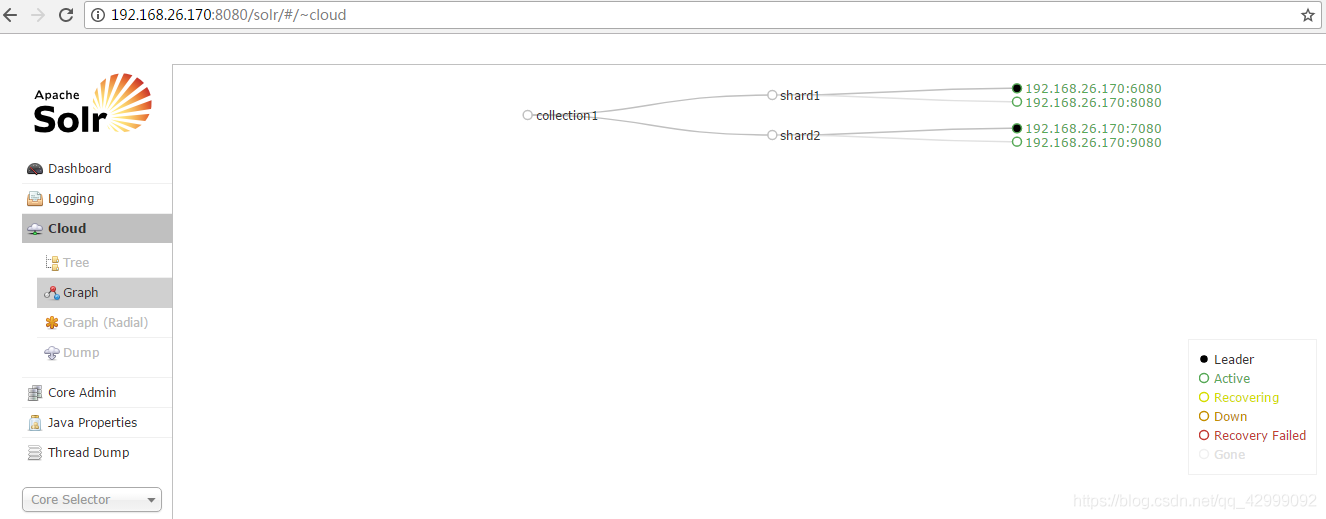 192.168.26.170:8080/solr/#/~cloud
Apache
Solr
Dashboard
Logging
Cloud
Tree
Graph
Graph (Radial)
Dump
Core Admin
Java Properties
Thread Dump
Core Selector
collection1
shard1
192.168.26.170:6080
192.168.26.170:8080
shard2
192.168.26.170:7080
192.168.26.170:9080
Leader
Active
Recovering
Down
Recovery Failed
Gone
https://blog.csdn.net/qq_42999092